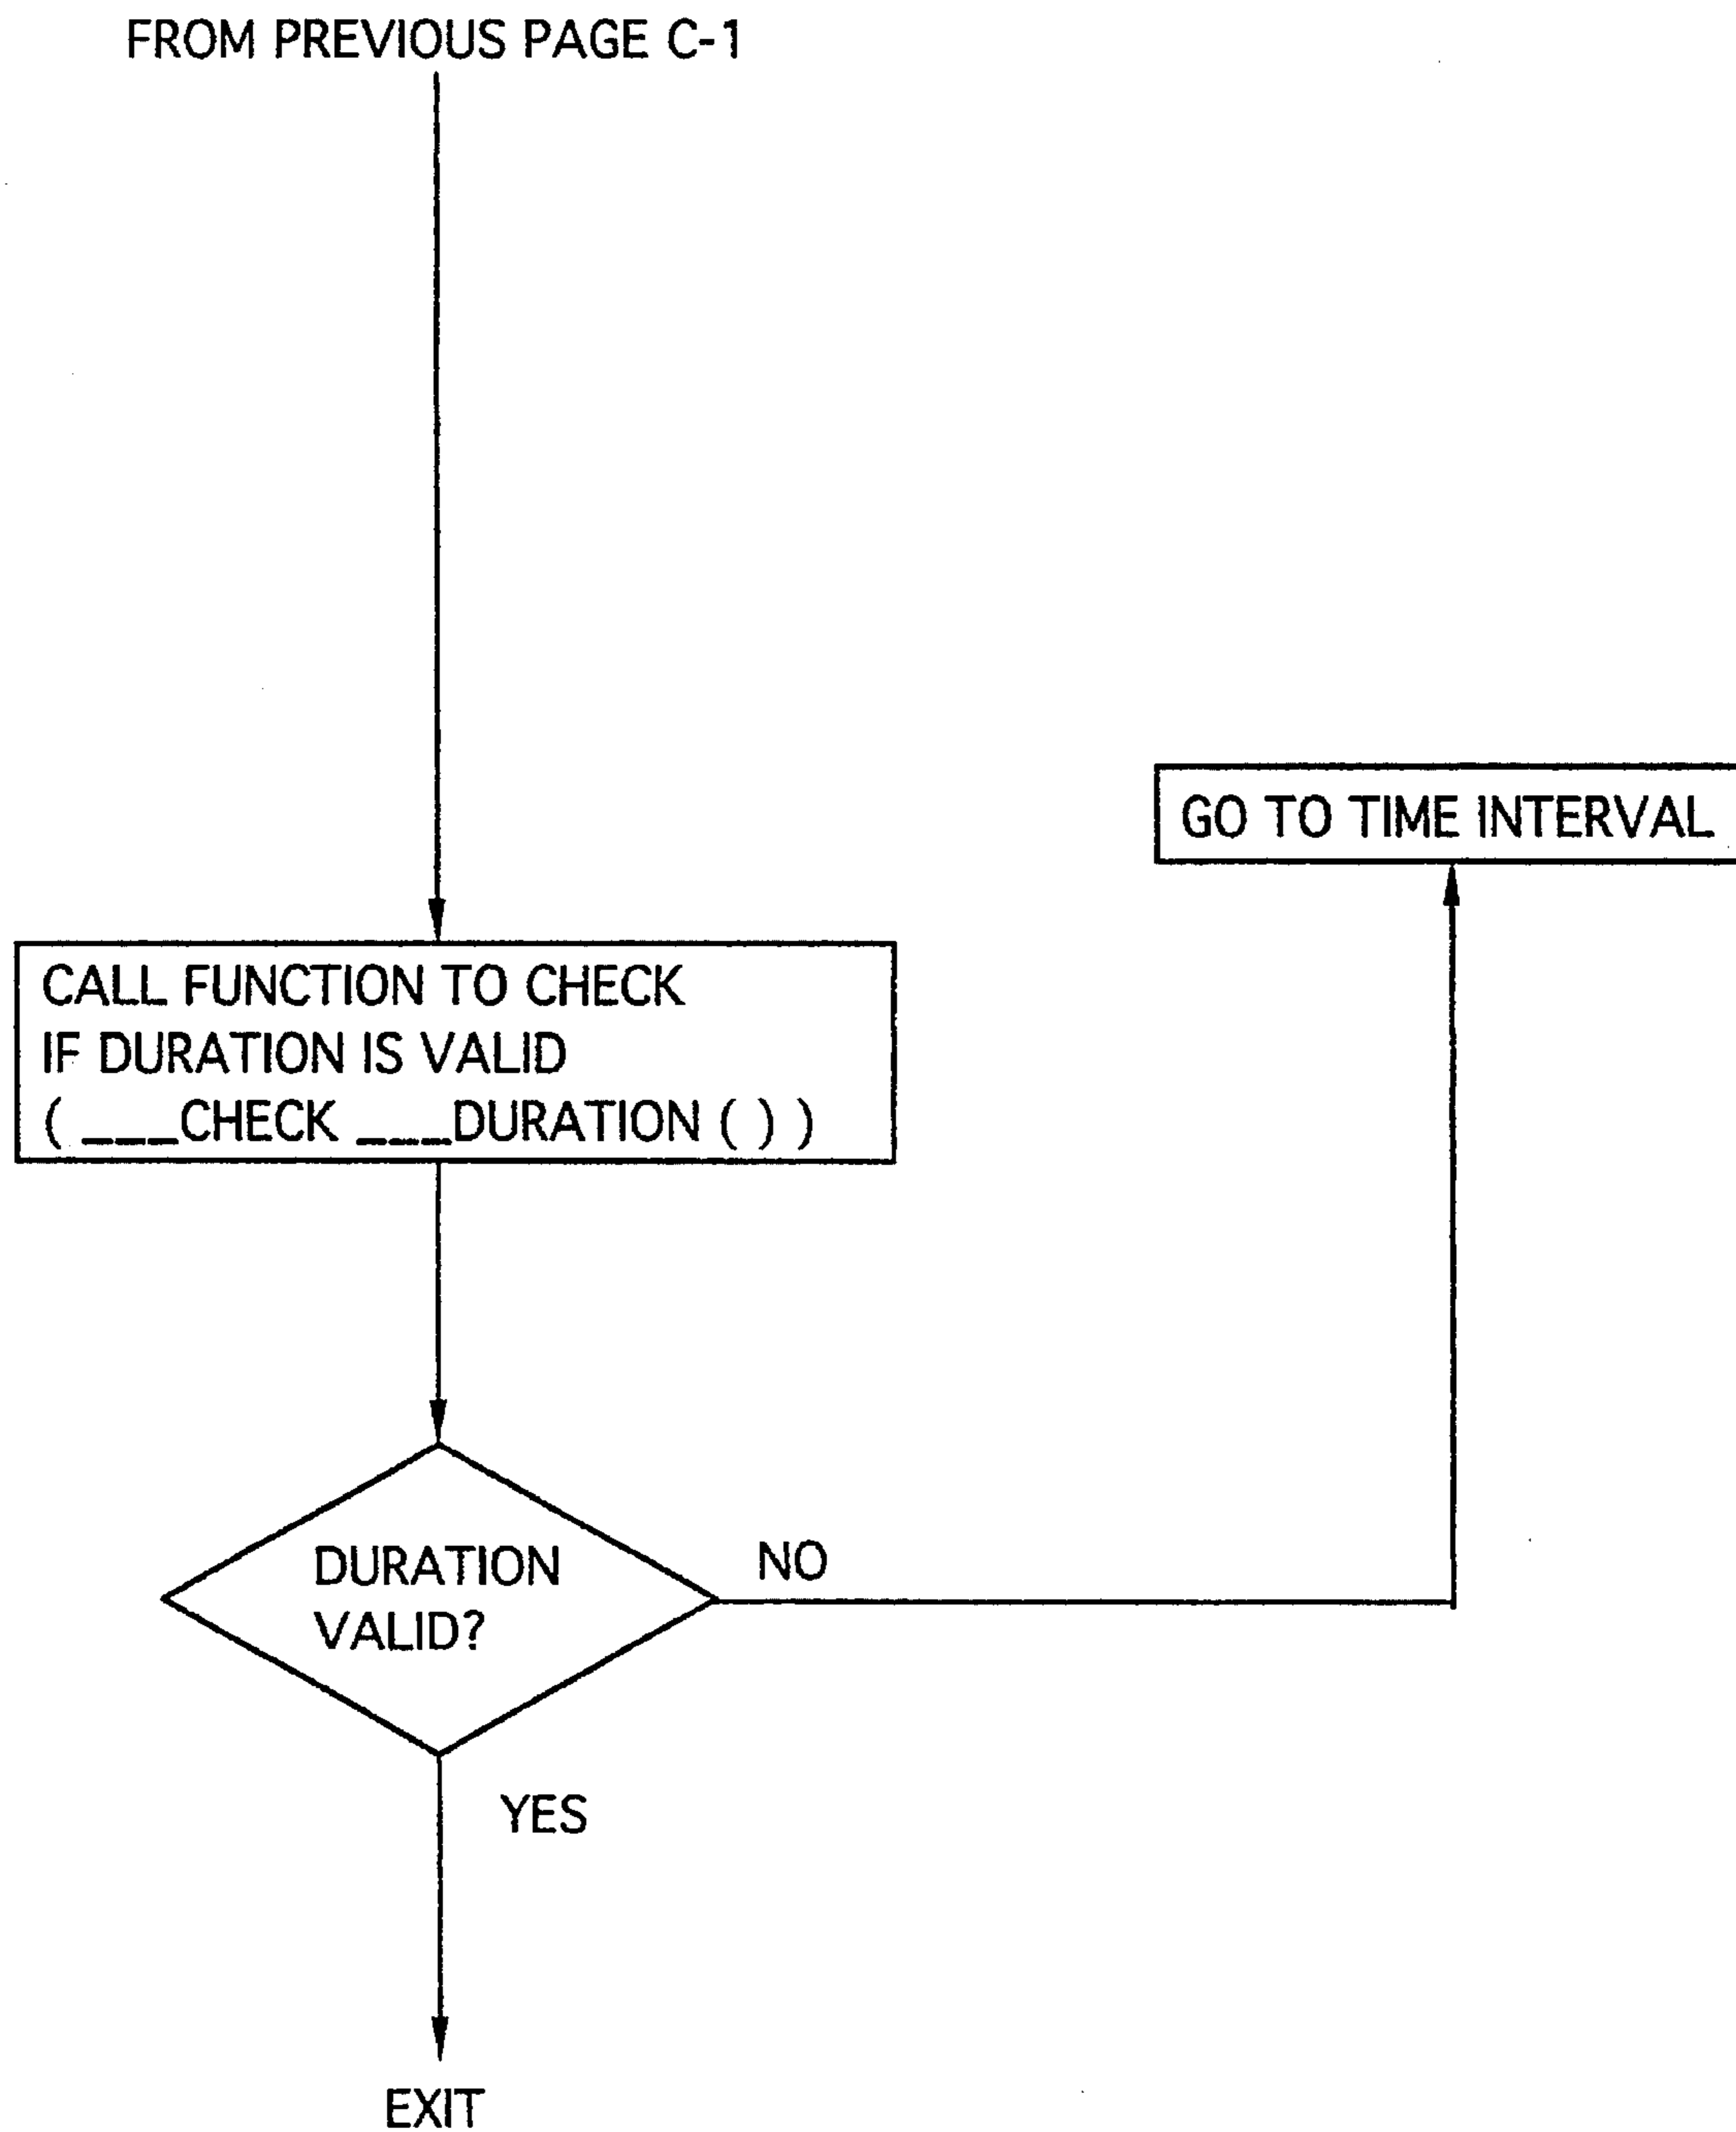 FROM PREVIOUS PAGE C-1
GO TO TIME INTERVAL
CALL FUNCTION TO CHECK
IF DURATION IS VALID
( ___CHECK ___DURATION ( ) )
DURATION
VALID?
NO
YES
EXIT